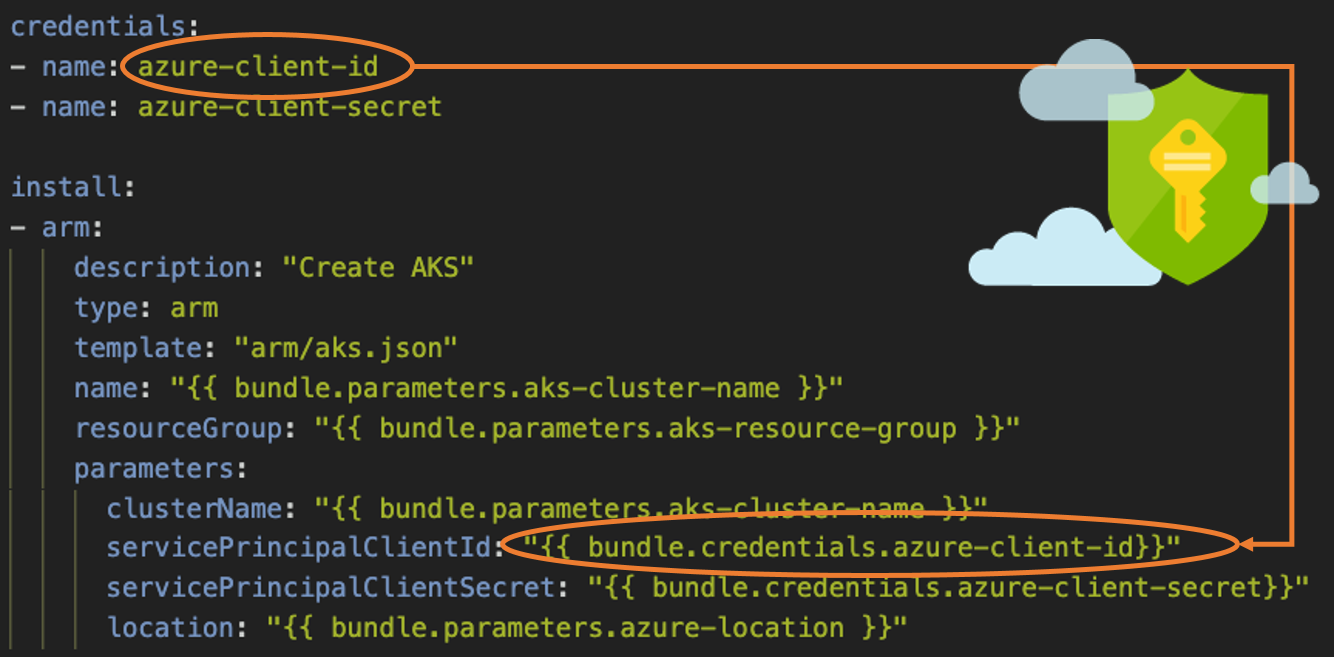 credentials:
- name: azure-client-id
- name: azure-client-secret
install:
- arm:
description: "Create AKS"
type: arm
template: "arm/aks.json"
name: "{{ bundle.parameters.aks-cluster-name }}"
resourceGroup: "{{ bundle.parameters.aks-resource-group }}"
parameters:
clusterName: "{{ bundle.parameters.aks-cluster-name }}"
servicePrincipalClientId: "{{ bundle.credentials.azure-client-id}}"
servicePrincipalClientSecret: "{{ bundle.credentials.azure-client-secret}}"
location: "{{ bundle.parameters.azure-location }}"